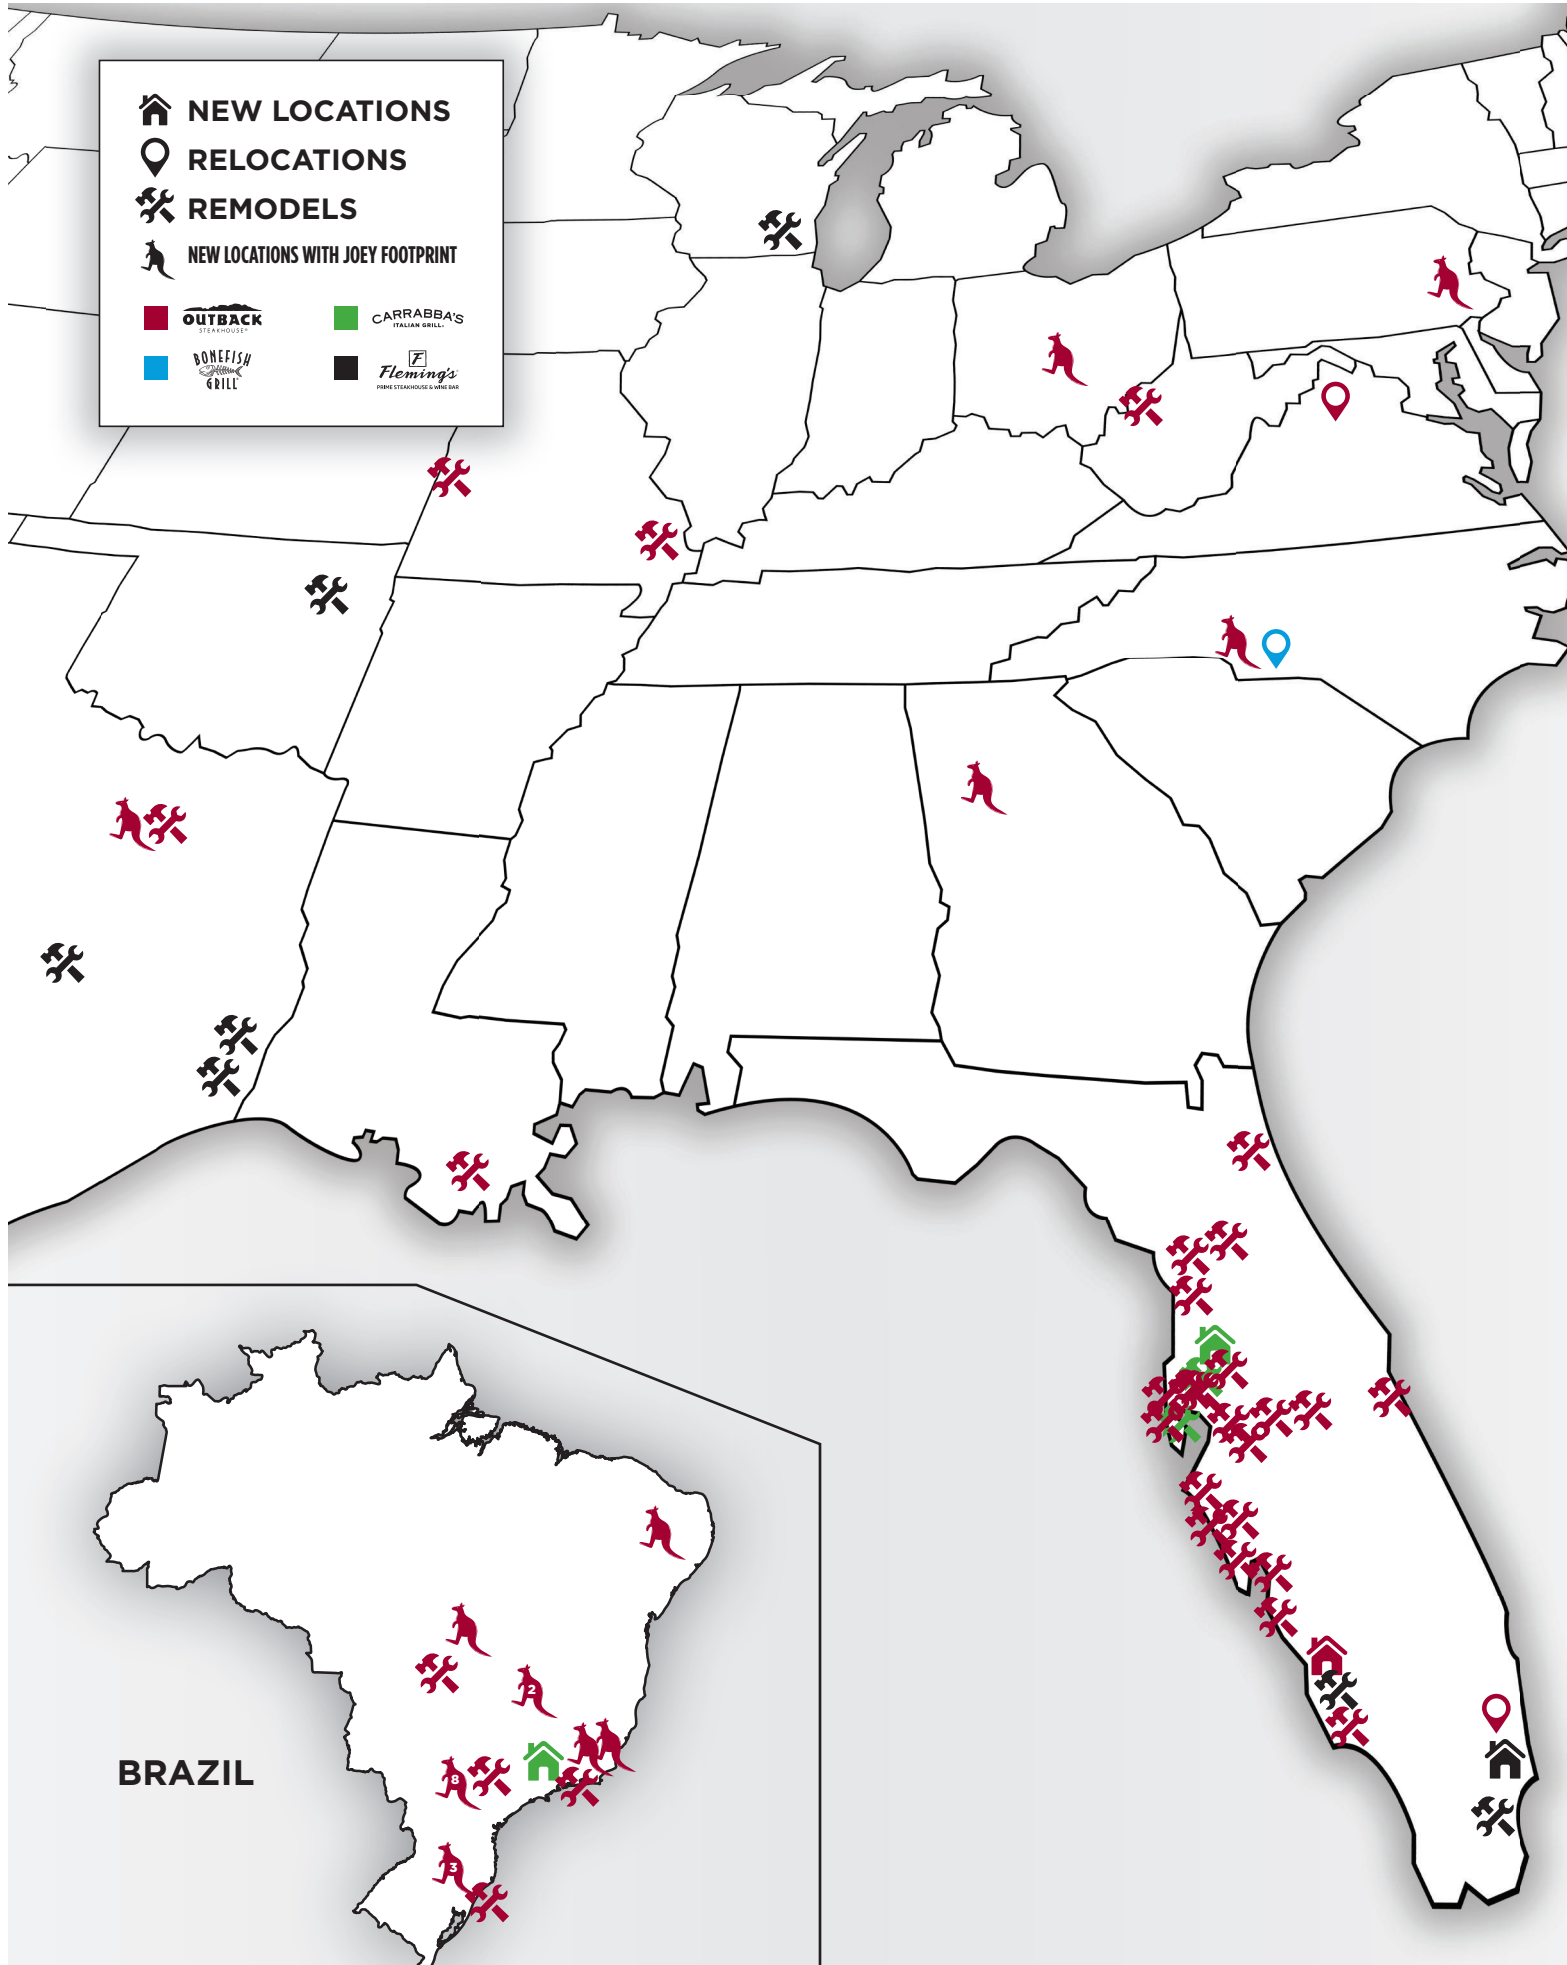 NEW LOCATIONS
RELOCATIONS
REMODELS
NEW LOCATIONS WITH JOEY FOOTPRINT
OUTBACK
STEAKHOUSE®
CARRABBA'S
ITALIAN GRILL®
BONEFISH
GRILL
F
Fleming's
PRIME STEAKHOUSE & WINE BAR
2
BRAZIL
8
3